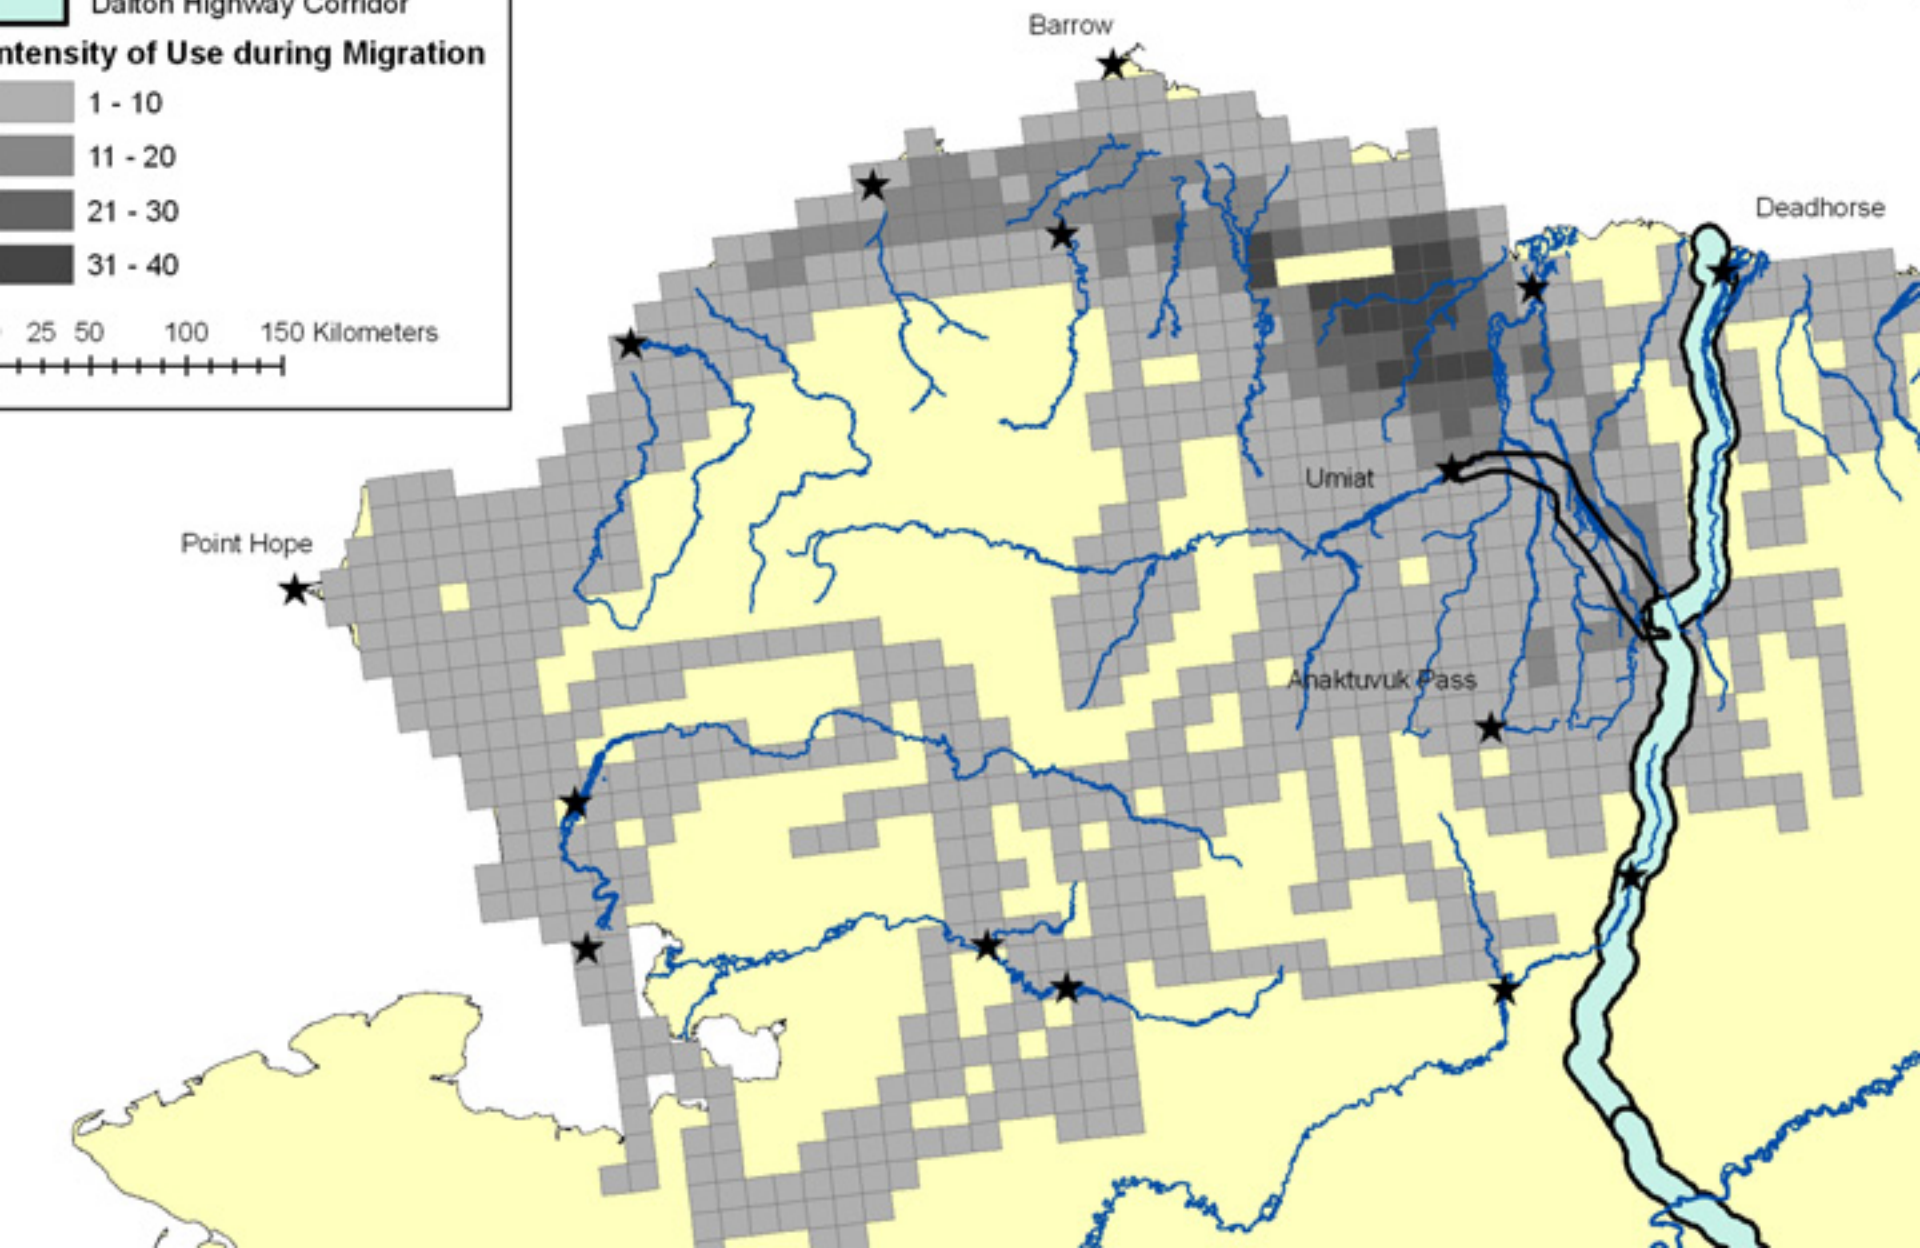 Dalton Highway Corridor
ntensity of Use during Migration
1 - 10
11 - 20
21 - 30
31 - 40
25 50 100 150 Kilometers
Barrow
Deadhorse
Umiat
Point Hope
Anaktuvuk Pass